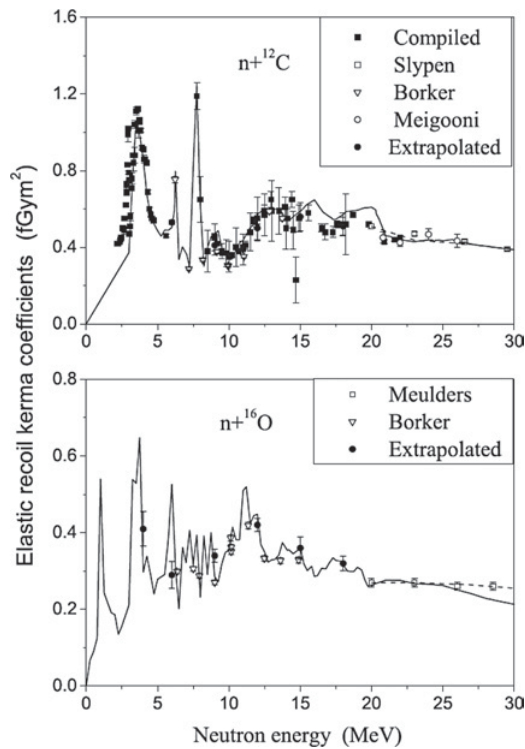 1.6
1.2
0.8
0.4
0.0
n+¹²C
Compiled
Slypen
Borker
Meigooni
Extrapolated
0 5 10 15 20 25 30
Elastic recoil kerma coefficients (fGym²)
0.8
0.6
0.4
0.2
0.0
n+¹⁶O
Meulders
Borker
Extrapolated
0 5 10 15 20 25 30
Neutron energy (MeV)